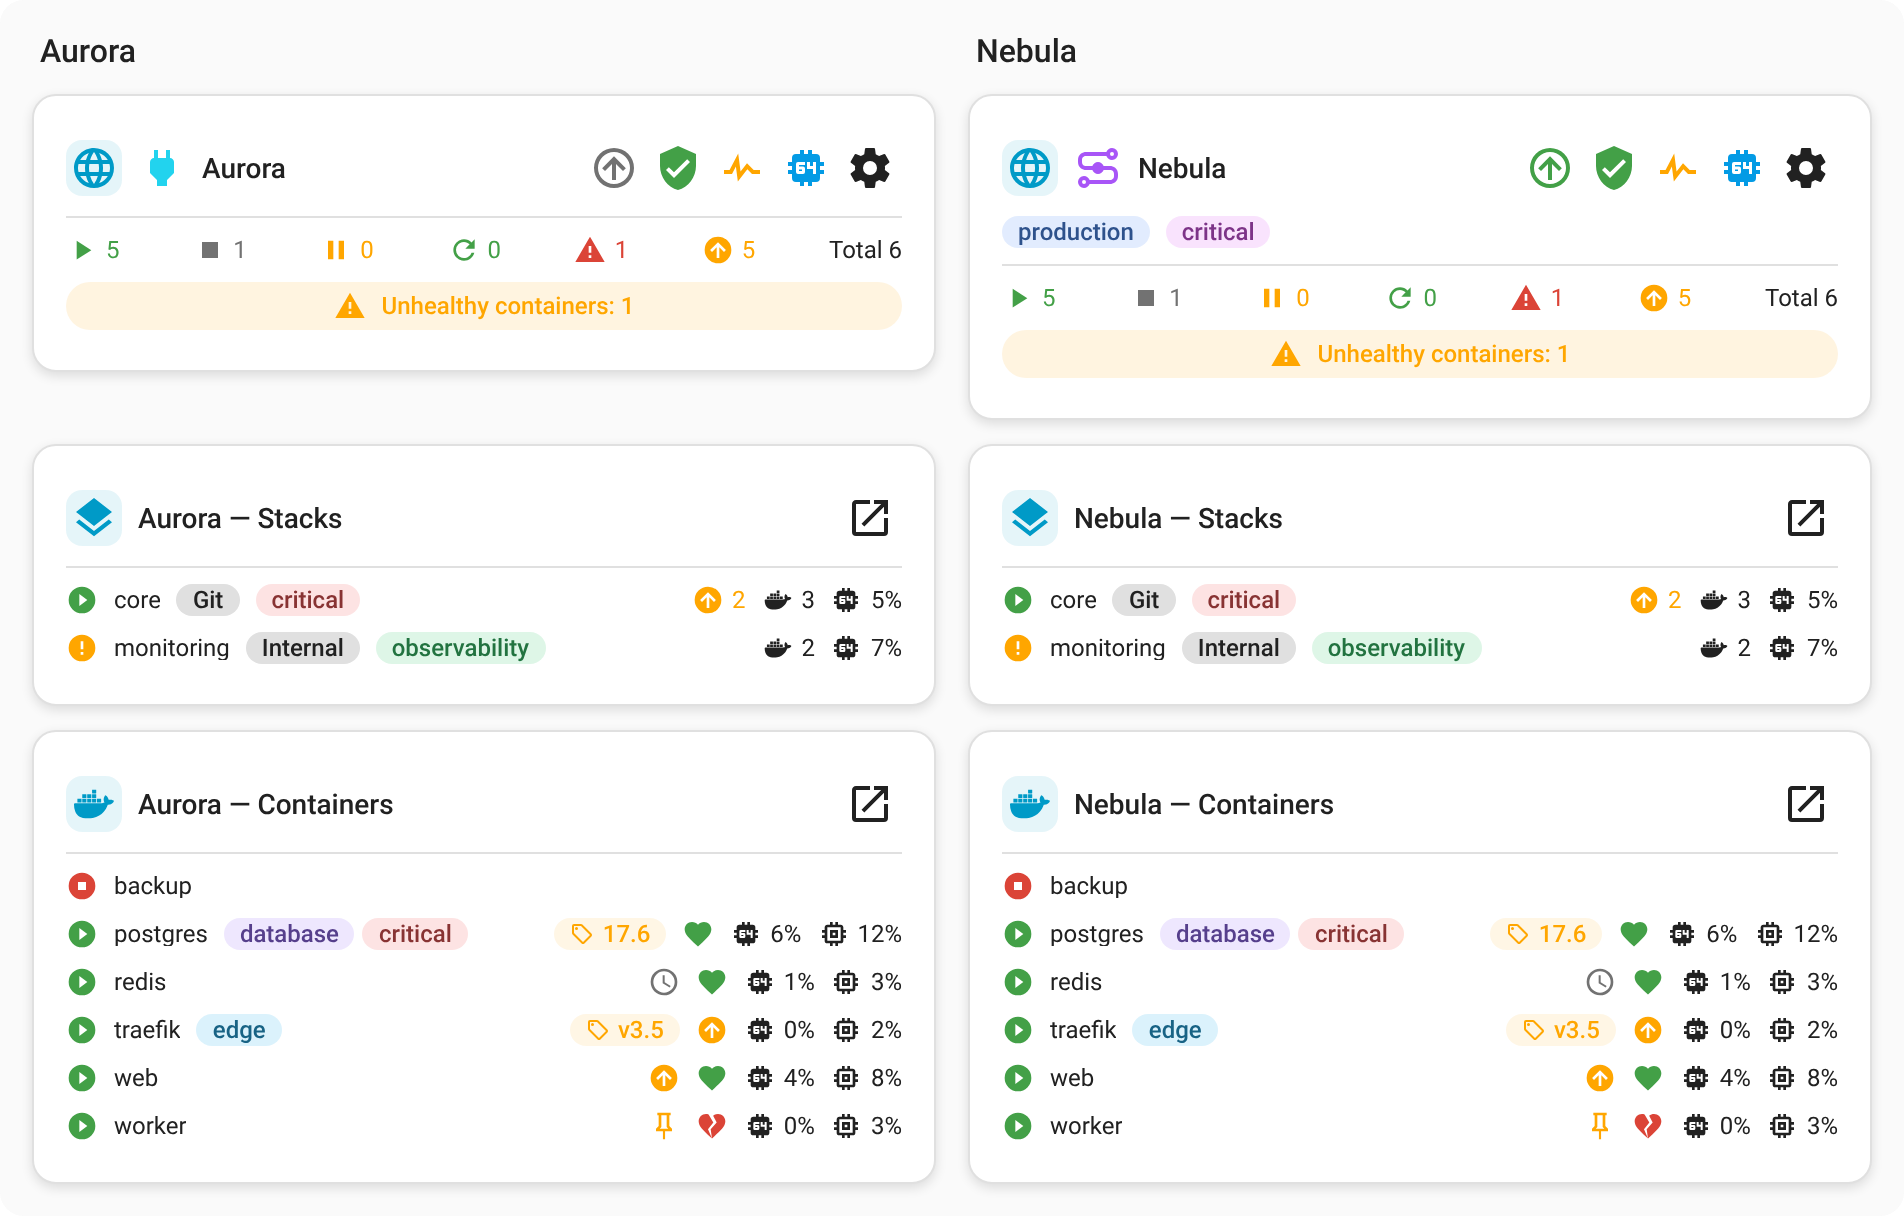 Aurora
Aurora
5 1 0 0 1 5 Total 6
Unhealthy containers: 1
Aurora — Stacks
core Git critical 2 3 5%
monitoring Internal observability 2 7%
Aurora — Containers
backup
postgres database critical 17.6 6% 12%
redis 1% 3%
traefik edge v3.5 0% 2%
web 4% 8%
worker 0% 3%
Nebula
Nebula
production critical
5 1 0 0 1 5 Total 6
Unhealthy containers: 1
Nebula — Stacks
core Git critical 2 3 5%
monitoring Internal observability 2 7%
Nebula — Containers
backup
postgres database critical 17.6 6% 12%
redis 1% 3%
traefik edge v3.5 0% 2%
web 4% 8%
worker 0% 3%